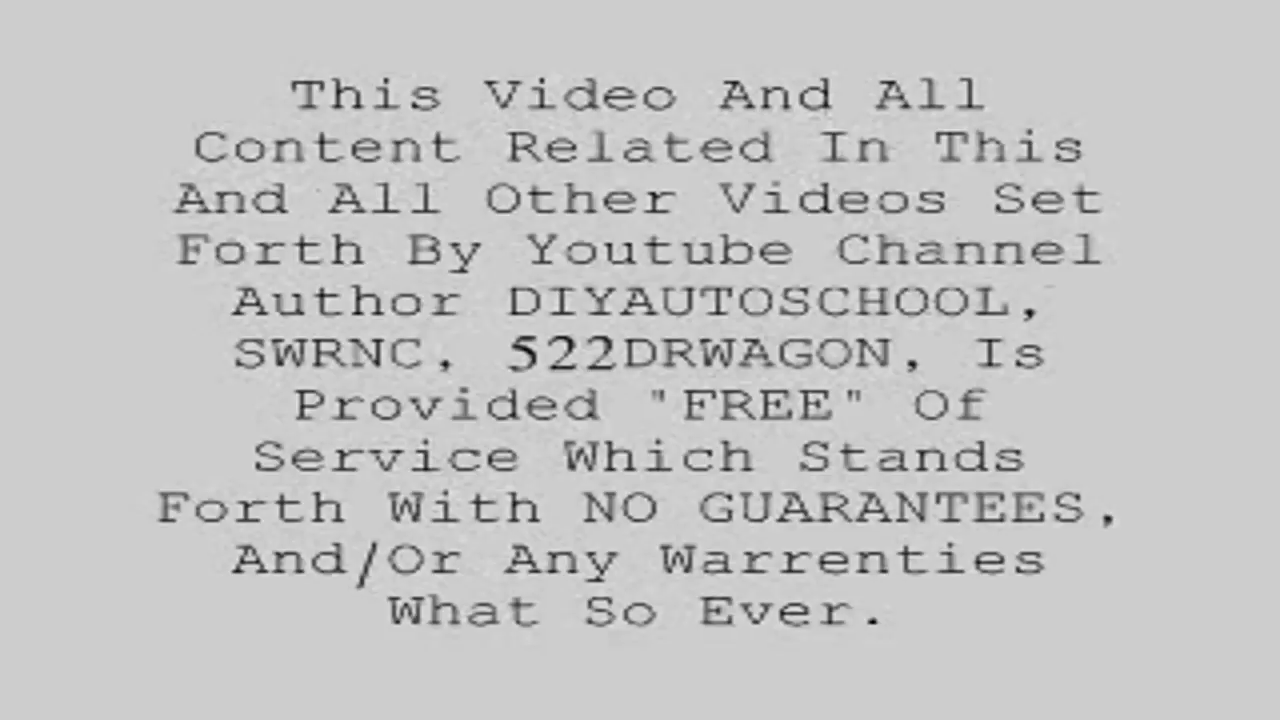 This Video And All
Content Related In This
And All Other Videos Set
Forth By Youtube Channel
Author DIYAUTOSCHOOL,
SWRNC, 522DRWAGON, Is
Provided "FREE" Of
Service Which Stands
Forth With NO GUARANTEES,
And/Or Any Warrenties
What So Ever.